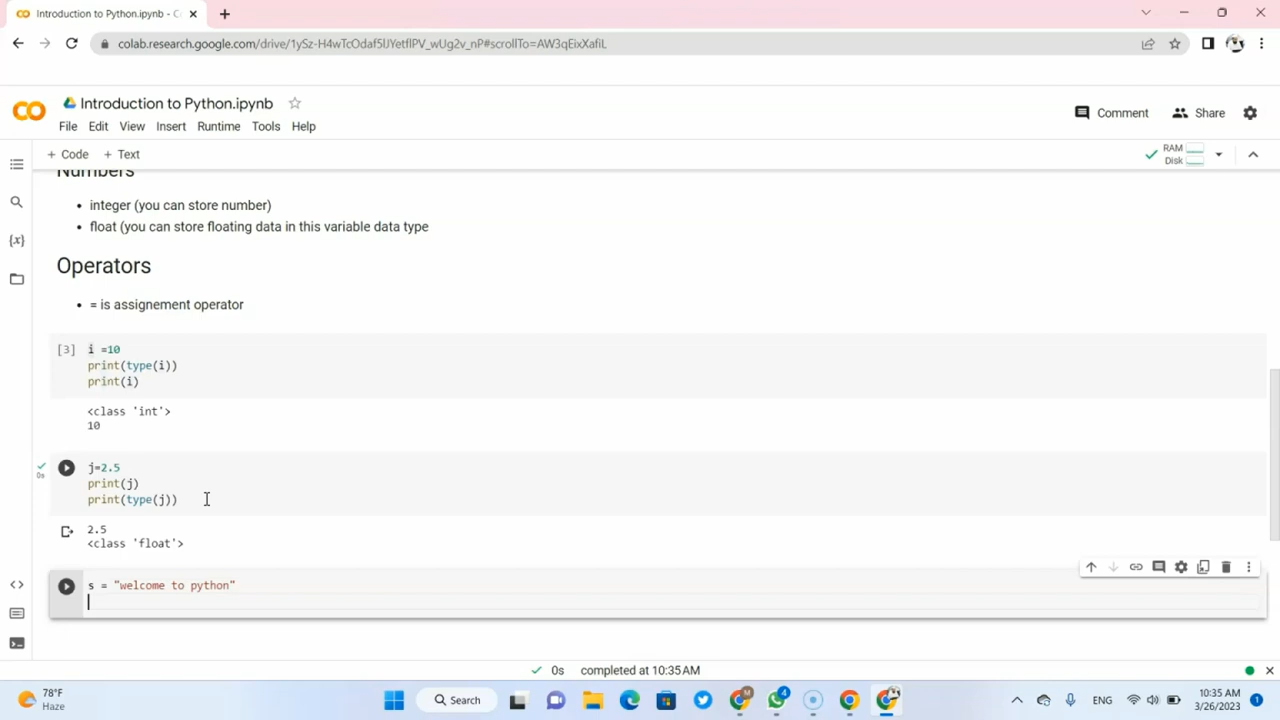 Introduction to Python.ipynb - C
colab.research.google.com/drive/1ySz-H4wTcOdaf5IJYetflPV_wUg2v_nP#scrollTo=AW3qEixXafiL
Introduction to Python.ipynb
Comment
Share
File Edit View Insert Runtime Tools Help
+ Code + Text
RAM
Disk
Numbers
• integer (you can store number)
• float (you can store floating data in this variable data type
Operators
• = is assignement operator
[3] i =10
print(type(i))
print(i)
<class 'int'>
10
j=2.5
0s
print(j)
print(type(j))
2.5
<class 'float'>
s = "welcome to python"
0s completed at 10:35 AM
78°F
Haze
Search
4
ENG
10:35 AM
3/26/2023
1